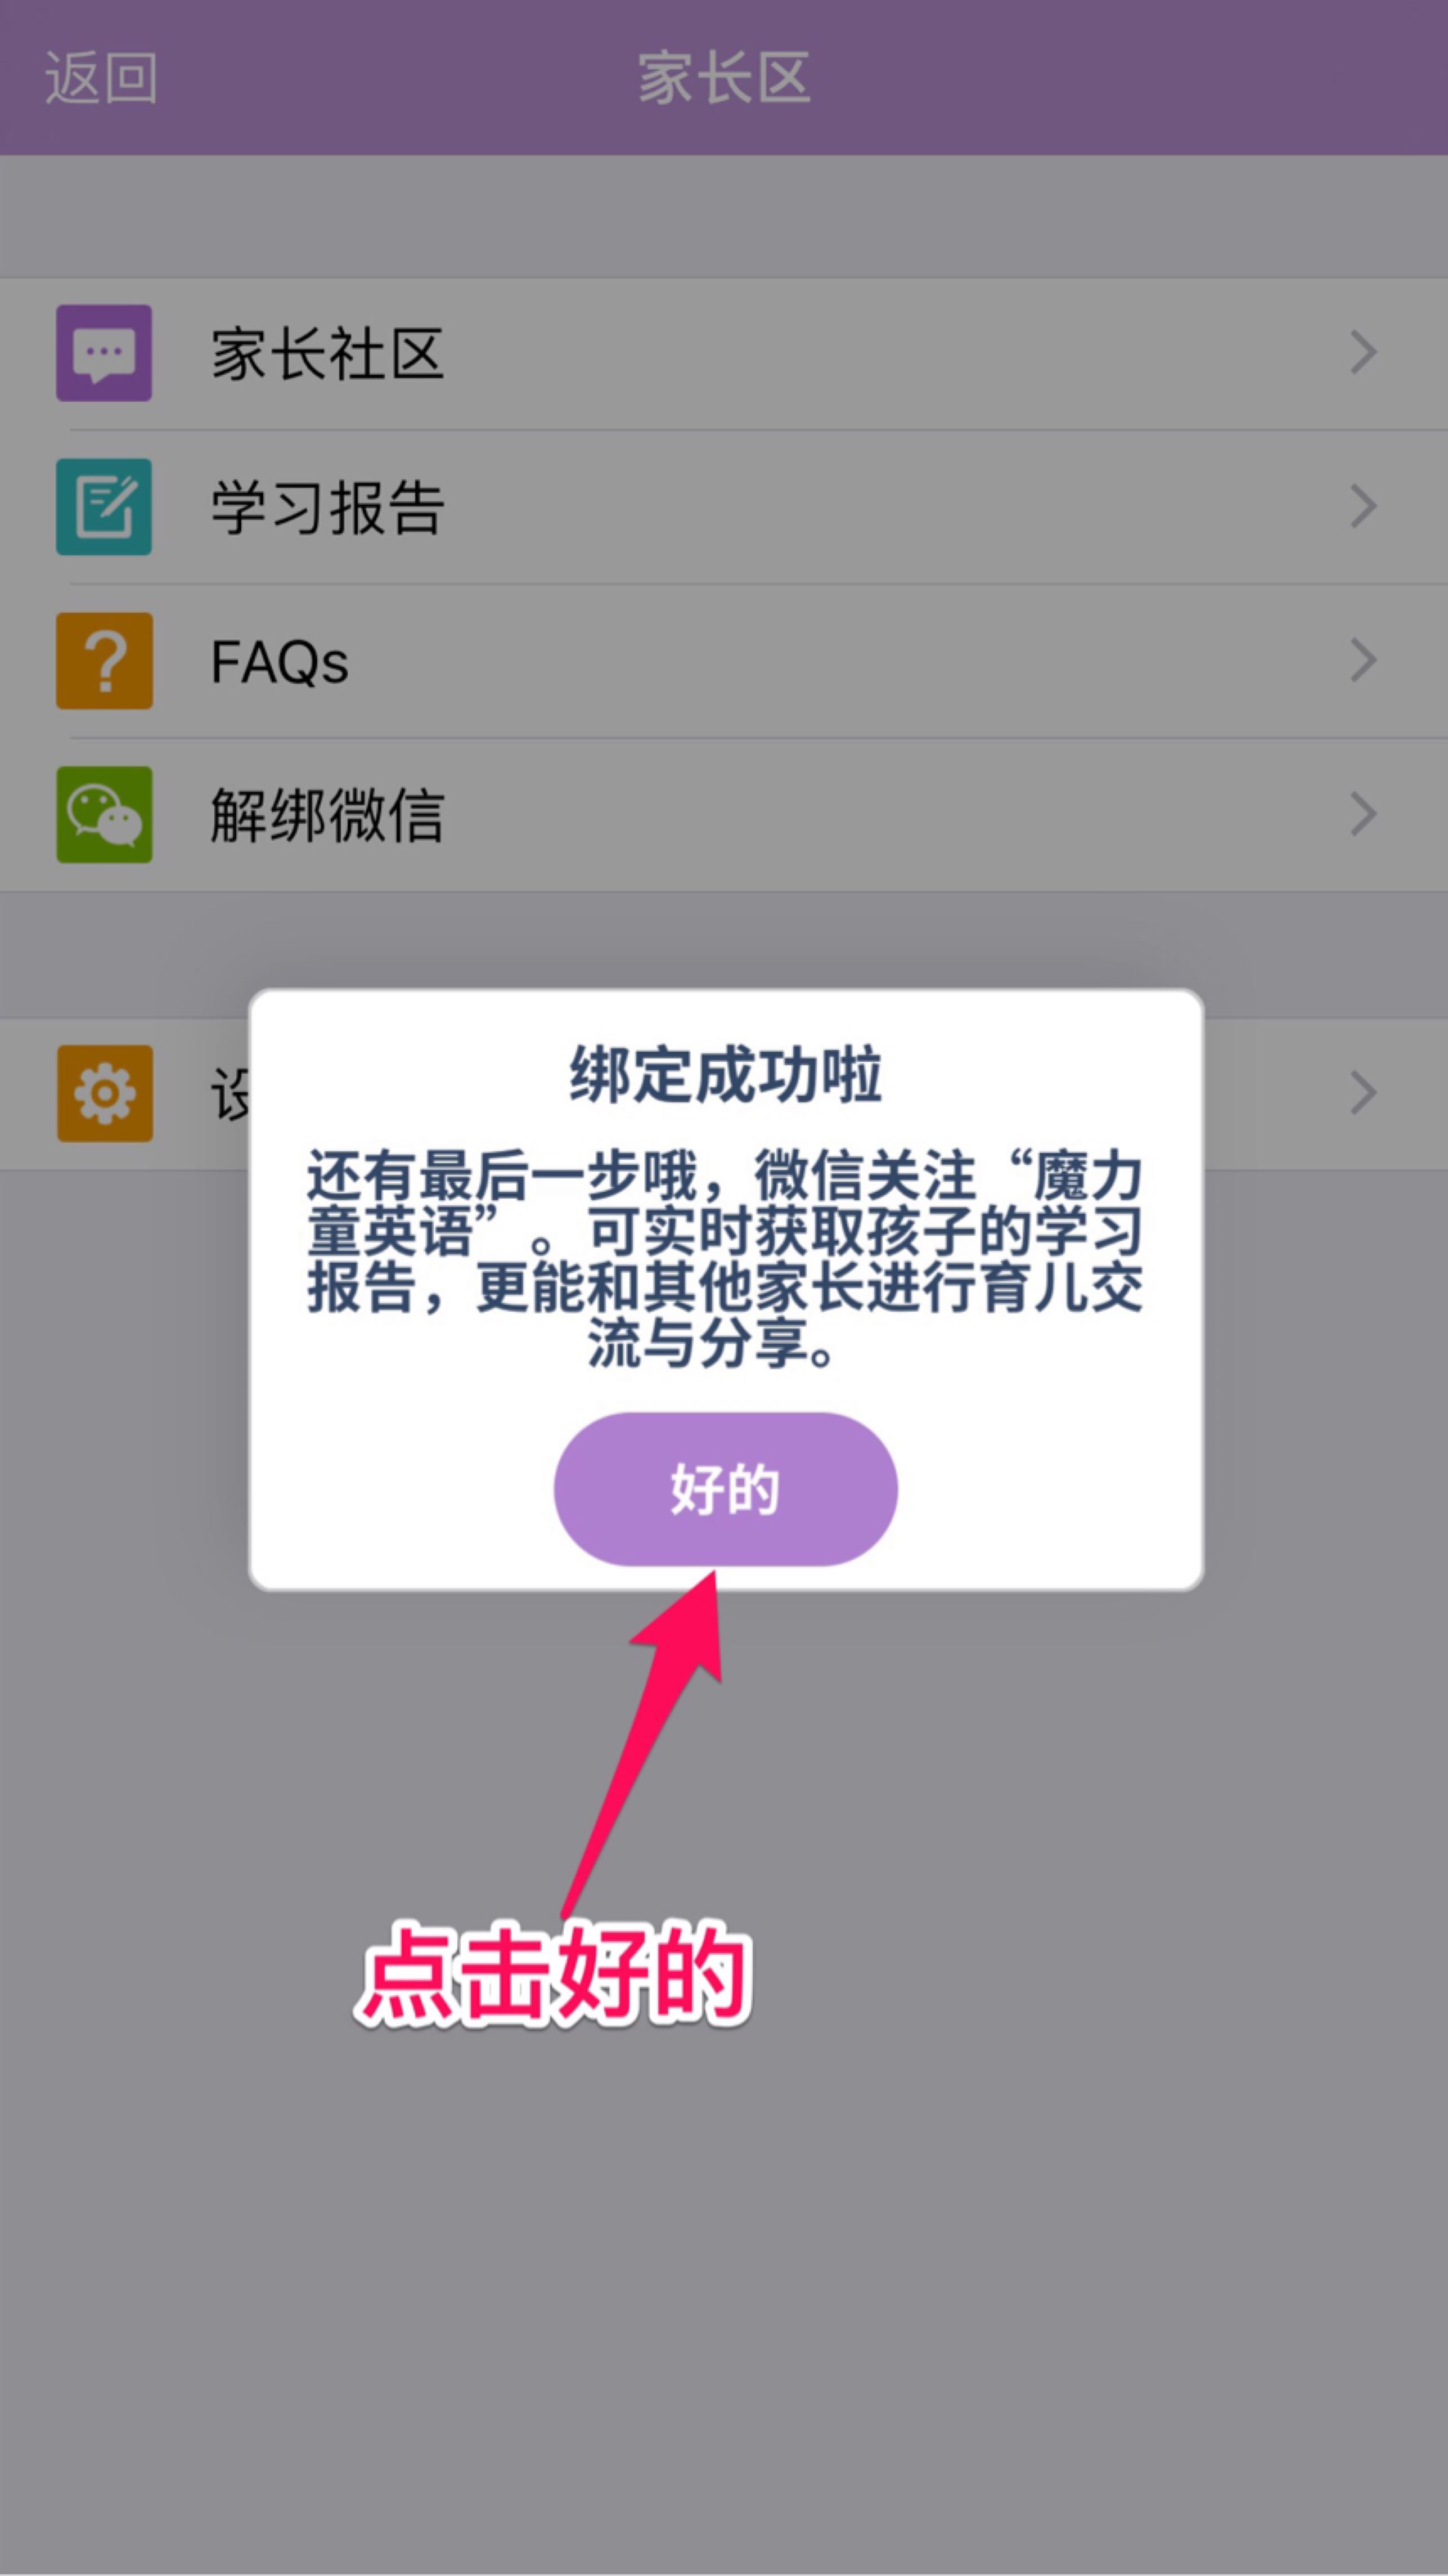 返回
家长区
家长社区
学习报告
FAQs
解绑微信
设
绑定成功啦
还有最后一步哦，微信关注“魔力
童英语”。可实时获取孩子的学习
报告，更能和其他家长进行育儿交
流与分享。
好的
点击好的